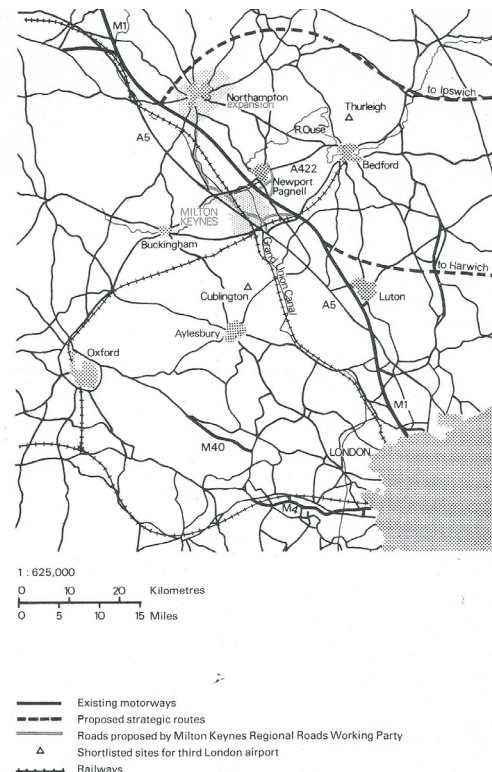 M1
to Ipswich
Northampton
expansion
Thurleigh
R.Ouse
A5
A422
Bedford
Newport
Pagnell
MILTON
KEYNES
Buckingham
Grand Union Canal
to Harwich
Cublington
A5
Luton
Aylesbury
Oxford
M1
M40
LONDON
M4
1 : 625,000
0 10 20 Kilometres
0 5 10 15 Miles
Existing motorways
Proposed strategic routes
Roads proposed by Milton Keynes Regional Roads Working Party
Shortlisted sites for third London airport
Railways